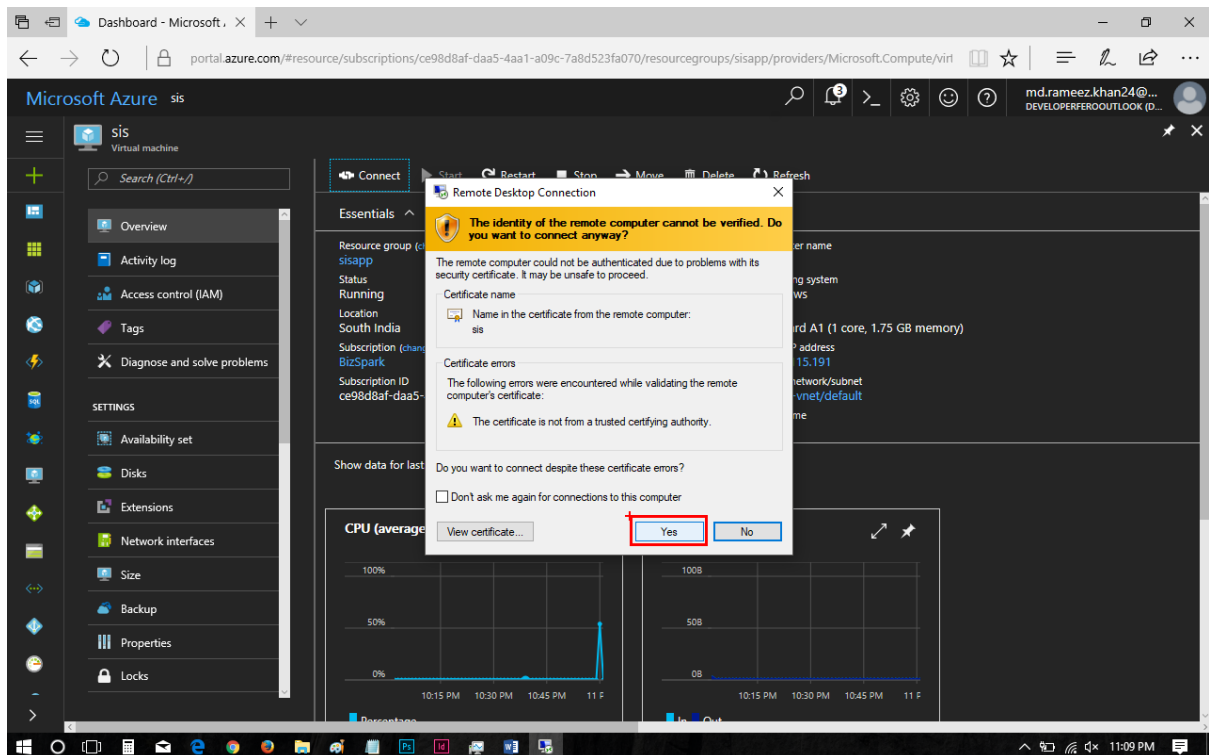 Dashboard - Microsoft
portal.azure.com/#resource/subscriptions/ce98d8af-daa5-4aa1-a09c-7a8d523fa070/resourcegroups/sisapp/providers/Microsoft.Compute/virt
Microsoft Azure sis
3
md.rameez.khan24@...
DEVELOPERFEROOUTLOOK (D...
sis
Virtual machine
Search (Ctrl+/)
Overview
Activity log
Access control (IAM)
Tags
Diagnose and solve problems
SETTINGS
Availability set
Disks
Extensions
Network interfaces
Size
Backup
Properties
Locks
SQL
Connect Start Restart Stop Move Delete Refresh
Essentials
Resource group
sisapp
Status
Running
Location
South India
Subscription (chang
BizSpark
Subscription ID
ce98d8af-daa5-
er name
ng system
ws
rd A1 (1 core, 1.75 GB memory)
P address
115.191
network/subnet
-vnet/default
me
Show data for last
Remote Desktop Connection
The identity of the remote computer cannot be verified. Do
you want to connect anyway?
The remote computer could not be authenticated due to problems with its
security certificate. It may be unsafe to proceed.
Certificate name
Name in the certificate from the remote computer:
sis
Certificate errors
The following errors were encountered while validating the remote
computer's certificate:
The certificate is not from a trusted certifying authority.
Do you want to connect despite these certificate errors?
Don't ask me again for connections to this computer
View certificate... Yes No
CPU (average
100%
50%
0%
10:15 PM 10:30 PM 10:45 PM 11 P
Percentage
100B
50B
0B
10:15 PM 10:30 PM 10:45 PM 11 P
In Out
Ps
Id
11:09 PM